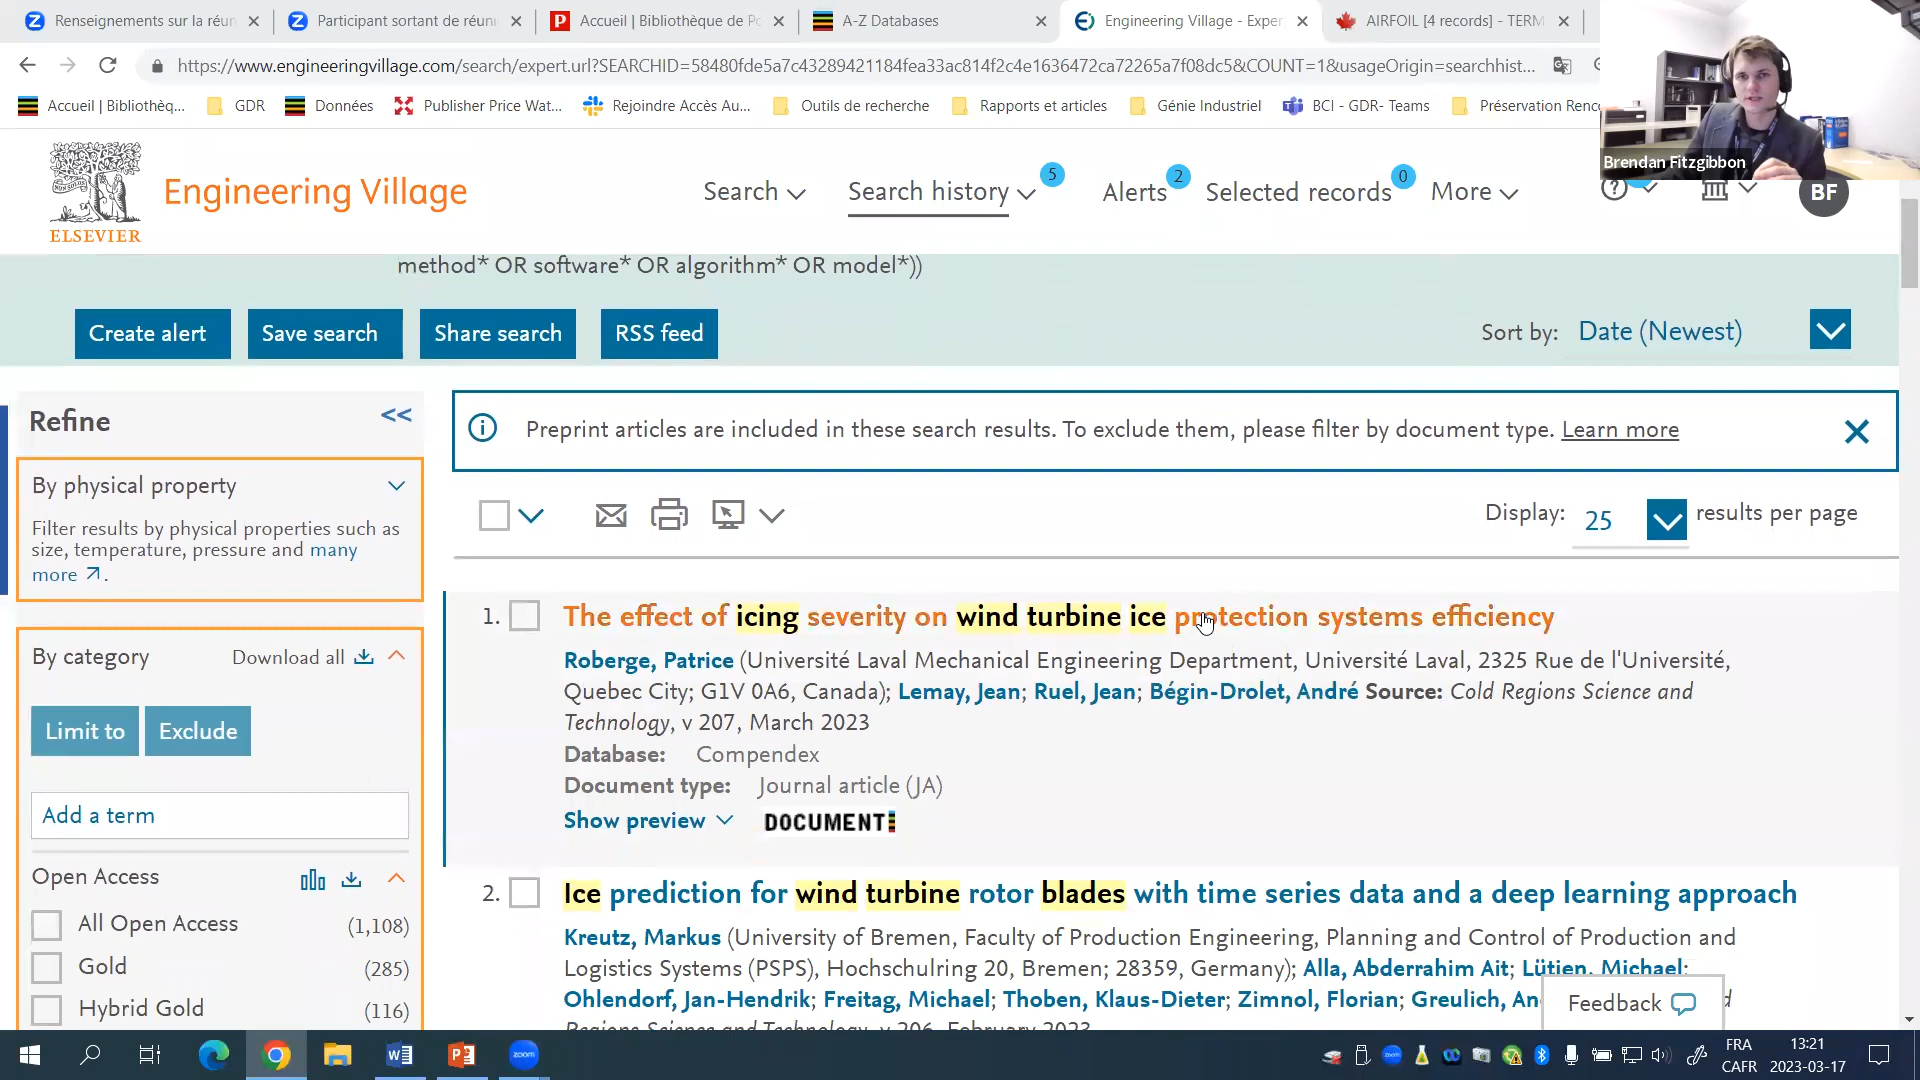 Renseignements sur la réun
Participant sortant de réuni
Accueil | Bibliothèque de Po
A-Z Databases
Engineering Village - Exper
AIRFOIL [4 records] - TERM
https://www.engineeringvillage.com/search/expert.url?SEARCHID=58480fde5a7c43289421184fea33ac814f2c4e1636472ca72265a7f08dc5&COUNT=1&usageOrigin=searchhist...
Accueil | Bibliothèq...
GDR
Données
Publisher Price Wat...
Rejoindre Accès Au...
Outils de recherche
Rapports et articles
Génie Industriel
BCI - GDR- Teams
Préservation Renc
Brendan Fitzgibbon
ELSEVIER
Engineering Village
Search
Search history 5
Alerts 2
Selected records 0
More
BF
method* OR software* OR algorithm* OR model*))
Create alert
Save search
Share search
RSS feed
Sort by: Date (Newest)
Refine <<
By physical property
Filter results by physical properties such as
size, temperature, pressure and many
more .
By category
Download all
Limit to
Exclude
Add a term
Open Access
All Open Access (1,108)
Gold (285)
Hybrid Gold (116)
Preprint articles are included in these search results. To exclude them, please filter by document type. Learn more
Display: 25 results per page
1. The effect of icing severity on wind turbine ice protection systems efficiency
Roberge, Patrice (Université Laval Mechanical Engineering Department, Université Laval, 2325 Rue de l'Université,
Quebec City; G1V 0A6, Canada); Lemay, Jean; Ruel, Jean; Bégin-Drolet, André Source: Cold Regions Science and
Technology, v 207, March 2023
Database: Compendex
Document type: Journal article (JA)
Show preview
DOCUMENT
2. Ice prediction for wind turbine rotor blades with time series data and a deep learning approach
Kreutz, Markus (University of Bremen, Faculty of Production Engineering, Planning and Control of Production and
Logistics Systems (PSPS), Hochschulring 20, Bremen; 28359, Germany); Alla, Abderrahim Ait; Lütjen, Michael;
Ohlendorf, Jan-Hendrik; Freitag, Michael; Thoben, Klaus-Dieter; Zimnol, Florian; Greulich, An
Regions Science and Technology, v 206, February 2023
Feedback
zoom
FRA
CAFR
13:21
2023-03-17